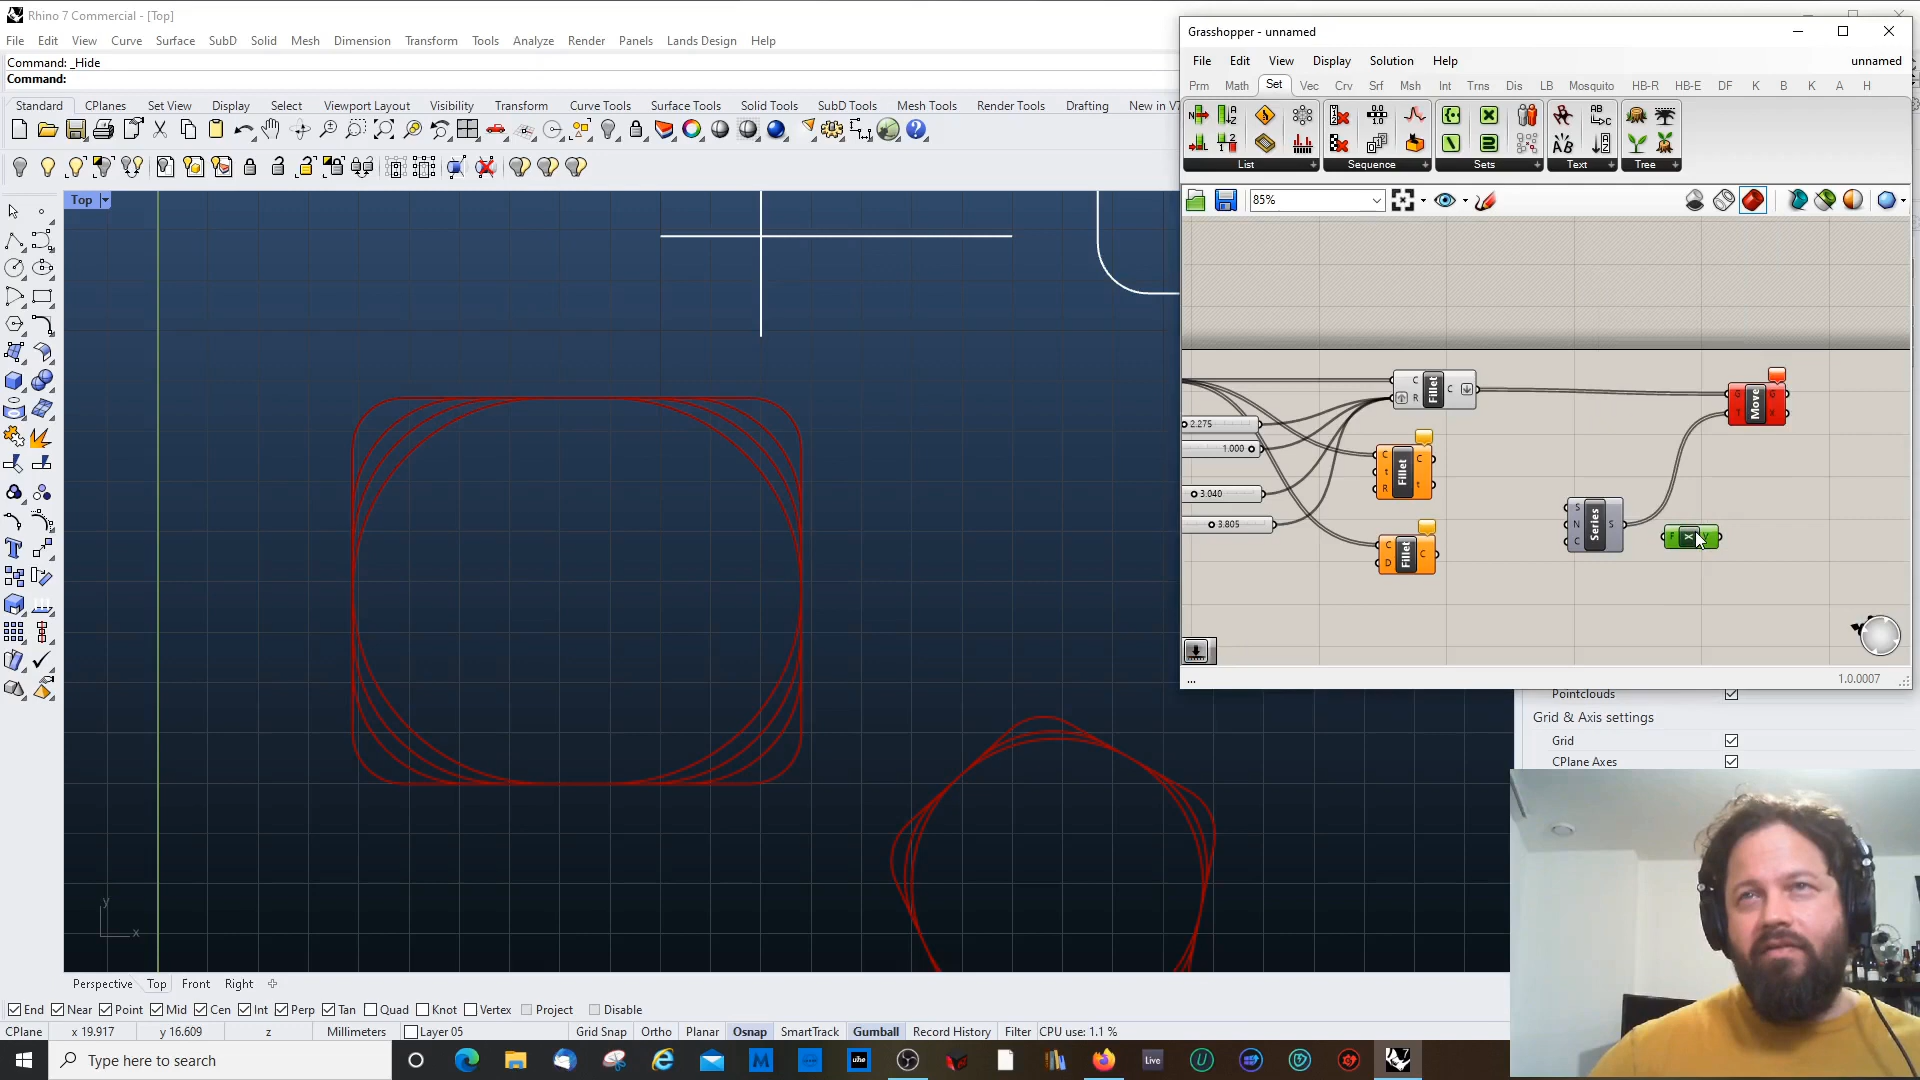 Rhino 7 Commercial - [Top]
File Edit View Curve Surface SubD Solid Mesh Dimension Transform Tools Analyze Render Panels Lands Design Help
Command: _Hide
Command:
Standard CPlanes Set View Display Select Viewport Layout Visibility Transform Curve Tools Surface Tools Solid Tools SubD Tools Mesh Tools Render Tools Drafting New in V7
Top
Grasshopper - unnamed
File Edit View Display Solution Help unnamed
Prm Math Set Vec Crv Srf Msh Int Trns Dis LB Mosquito HB-R HB-E DF K B K A H
List Sequence Sets Text Tree
85%
C R Fillet C
G T Move G X
2.275
1.000
C t R Fillet C t
3.040
3.805
S N C Series S
F X
C D Fillet C
... 1.0.0007
Pointclouds
Grid & Axis settings
Grid
CPlane Axes
y
x
Perspective Top Front Right
End Near Point Mid Cen Int Perp Tan Quad Knot Vertex Project Disable
CPlane x 19.917 y 16.609 z Millimeters Layer 05 Grid Snap Ortho Planar Osnap SmartTrack Gumball Record History Filter CPU use: 1.1 %
Type here to search
Live